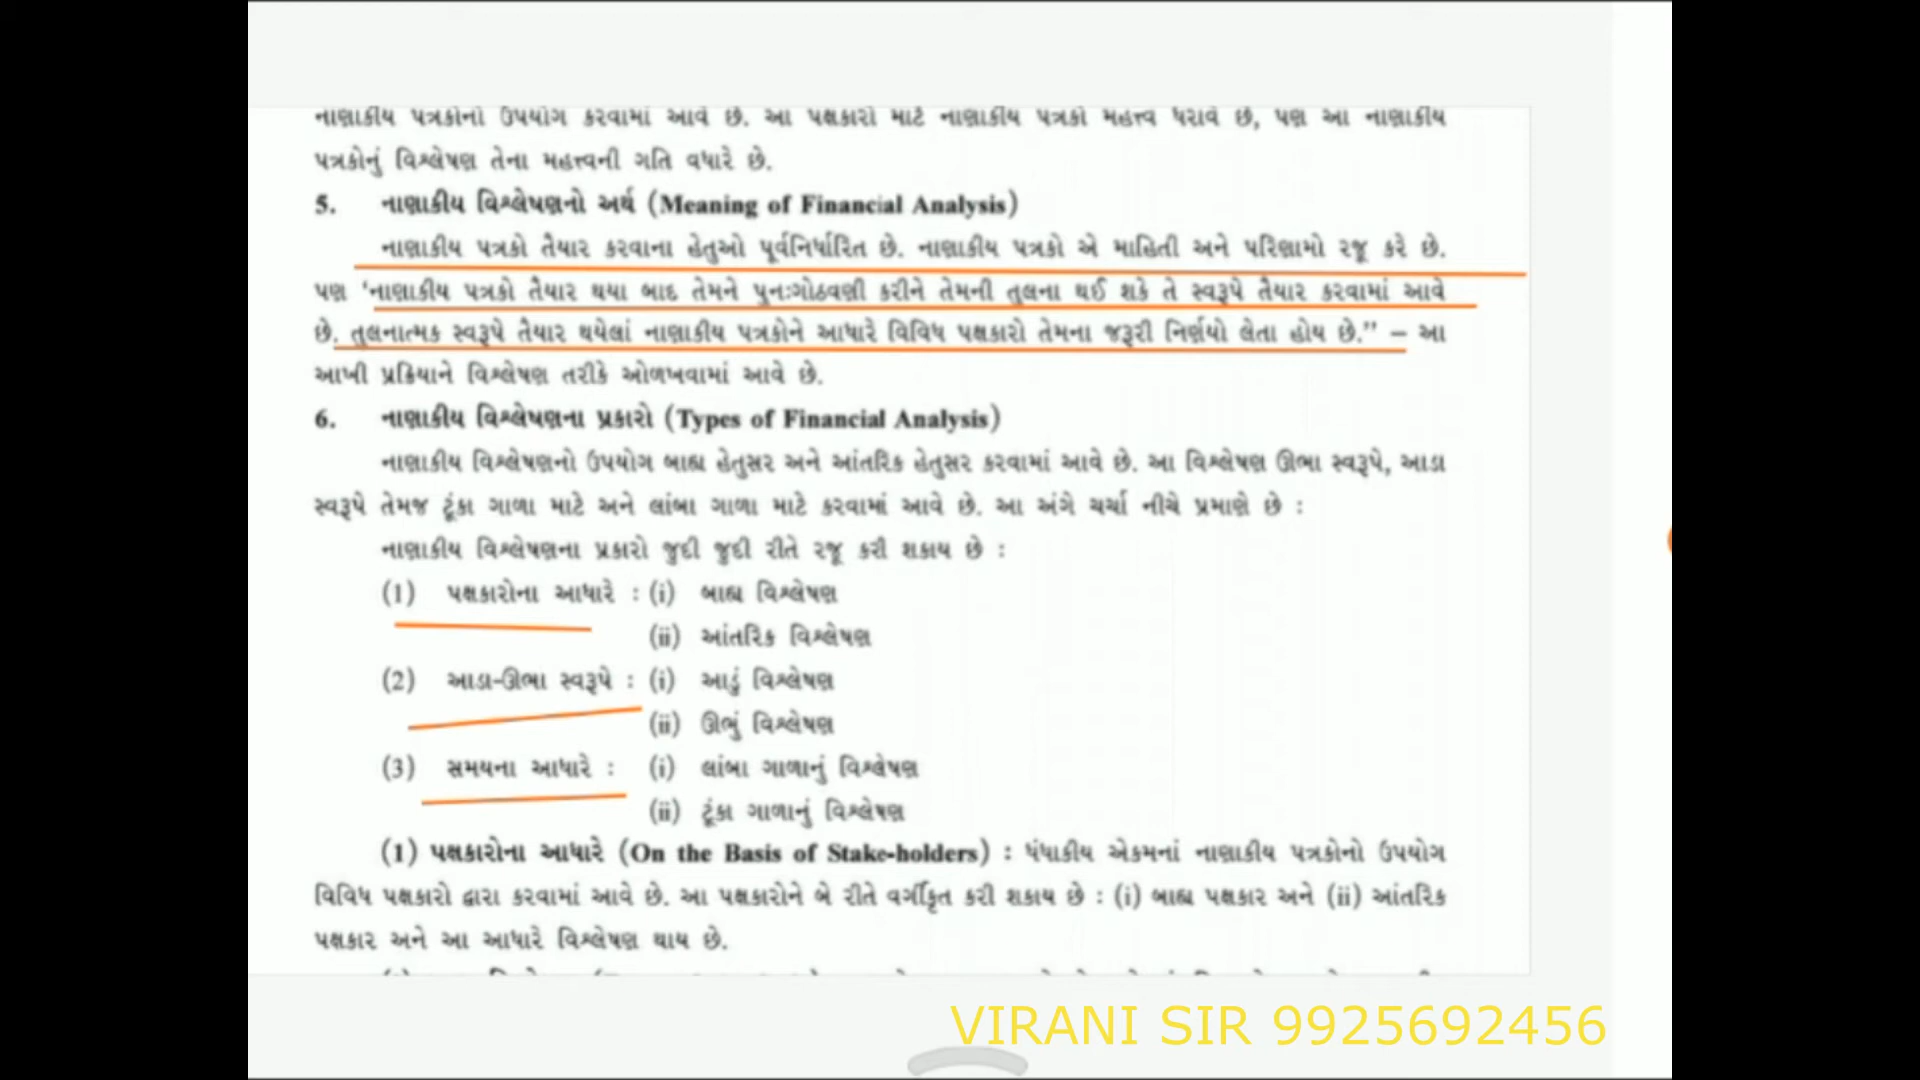 નાણાકીય પત્રકોનો ઉપયોગ કરવામાં આવે છે. આ પક્ષકારો માટે નાણાકીય પત્રકો મહત્ત્વ ધરાવે છે, પણ આ નાણાકીય
પત્રકોનું વિશ્લેષણ તેના મહત્ત્વની ગતિ વધારે છે.
5. નાણાકીય વિશ્લેષણનો અર્થ (Meaning of Financial Analysis)
નાણાકીય પત્રકો તૈયાર કરવાના હેતુઓ પૂર્વનિર્ધારિત છે. નાણાકીય પત્રકો એ માહિતી અને પરિણામો રજૂ કરે છે.
પણ ‘નાણાકીય પત્રકો તૈયાર થયા બાદ તેમને પુનઃગોઠવણી કરીને તેમની તુલના થઈ શકે તે સ્વરૂપે તૈયાર કરવામાં આવે
છે. તુલનાત્મક સ્વરૂપે તૈયાર થયેલાં નાણાકીય પત્રકોને આધારે વિવિધ પક્ષકારો તેમના જરૂરી નિર્ણયો લેતા હોય છે.” – આ
આખી પ્રક્રિયાને વિશ્લેષણ તરીકે ઓળખવામાં આવે છે.
6. નાણાકીય વિશ્લેષણના પ્રકારો (Types of Financial Analysis)
નાણાકીય વિશ્લેષણનો ઉપયોગ બાહ્ય હેતુસર અને આંતરિક હેતુસર કરવામાં આવે છે. આ વિશ્લેષણ ઊભા સ્વરૂપે, આડા
સ્વરૂપે તેમજ ટૂંકા ગાળા માટે અને લાંબા ગાળા માટે કરવામાં આવે છે. આ અંગે ચર્ચા નીચે પ્રમાણે છે :
નાણાકીય વિશ્લેષણના પ્રકારો જુદી જુદી રીતે રજૂ કરી શકાય છે :
(1) પક્ષકારોના આધારે : (i) બાહ્ય વિશ્લેષણ
(ii) આંતરિક વિશ્લેષણ
(2) આડા-ઊભા સ્વરૂપે : (i) આડું વિશ્લેષણ
(ii) ઊભું વિશ્લેષણ
(3) સમયના આધારે : (i) લાંબા ગાળાનું વિશ્લેષણ
(ii) ટૂંકા ગાળાનું વિશ્લેષણ
(1) પક્ષકારોના આધારે (On the Basis of Stake-holders) : ધંધાકીય એકમનાં નાણાકીય પત્રકોનો ઉપયોગ
વિવિધ પક્ષકારો દ્વારા કરવામાં આવે છે. આ પક્ષકારોને બે રીતે વર્ગીકૃત કરી શકાય છે : (i) બાહ્ય પક્ષકાર અને (ii) આંતરિક
પક્ષકાર અને આ આધારે વિશ્લેષણ થાય છે.
VIRANI SIR 9925692456